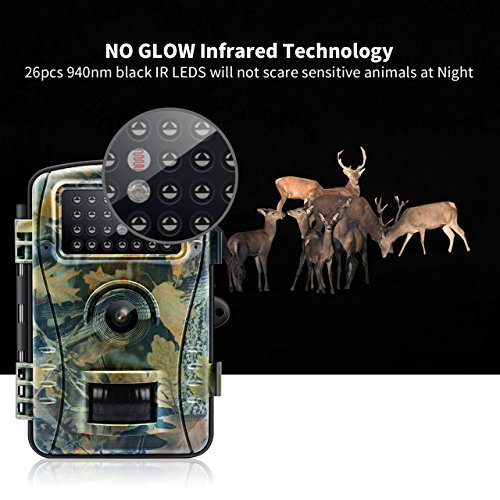 NO GLOW Infrared Technology
26pcs 940nm black IR LEDS will not scare sensitive animals at Night